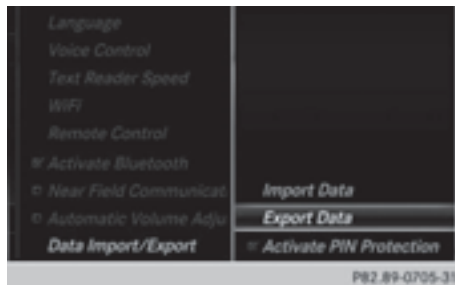 Language
Voice Control
Text Reader Speed
WiFi
Remote Control
Activate Bluetooth
Near Field Communicat
Automatic Volume Adju
Data Import/Export
Import Data
Export Data
Activate PIN Protection
P82.89-0705-31